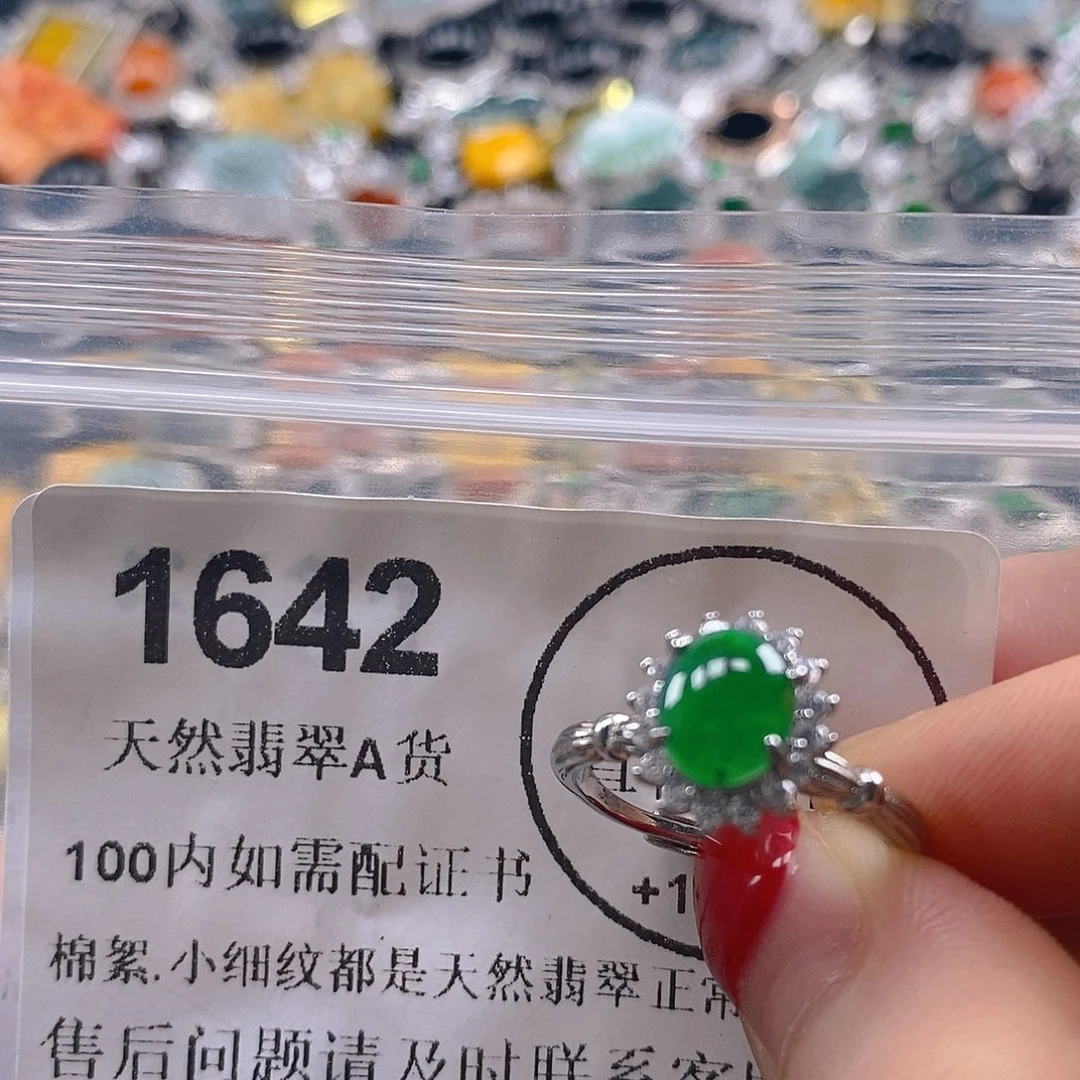 1642
天然翡翠A货
100内如需配证书
+1
棉絮.小细纹都是天然翡翠正常
售后问题请及时联系客